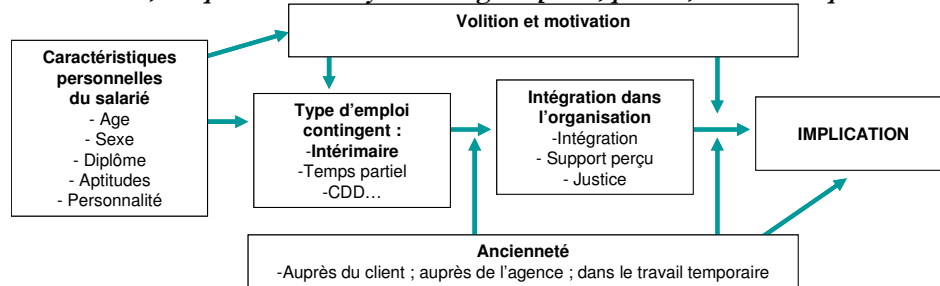 Volition et motivation
Caractéristiques
personnelles
du salarié
- Age
- Sexe
- Diplôme
- Aptitudes
- Personnalité
Type d'emploi
contingent :
-Intérimaire
-Temps partiel
-CDD…
Intégration dans
l'organisation
-Intégration
- Support perçu
- Justice
IMPLICATION
Ancienneté
-Auprès du client ; auprès de l'agence ; dans le travail temporaire